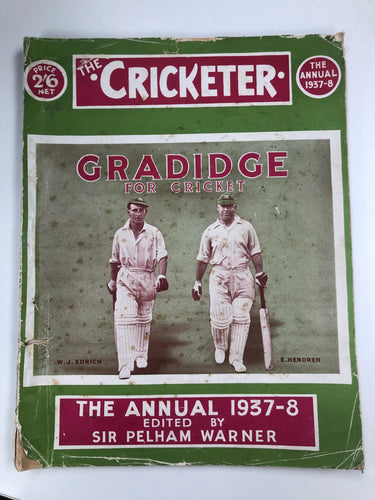 PRICE
2/6
NET
THE
·CRICKETER·
THE
ANNUAL
1937-8
GRADIDGE
FOR CRICKET
W.J. EDRICH
E. HENDREN
THE ANNUAL 1937-8
EDITED BY
SIR PELHAM WARNER